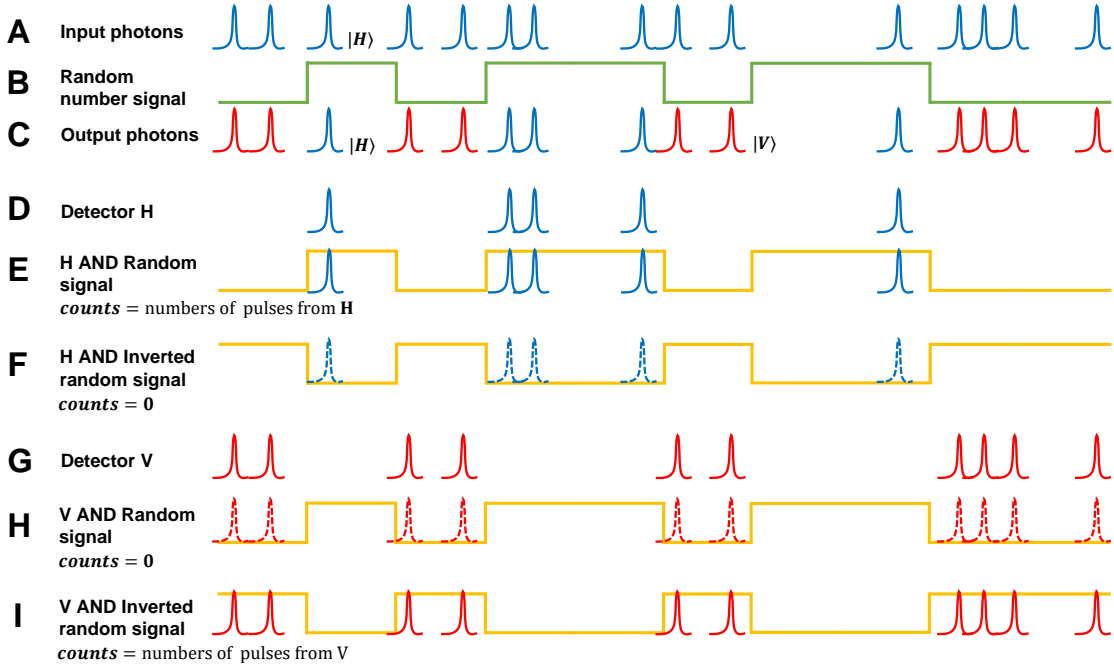 A Input photons |H⟩
B Random
number signal
C Output photons |H⟩ |V⟩
D Detector H
E H AND Random
signal
counts = numbers of pulses from H
F H AND Inverted
random signal
counts = 0
G Detector V
H V AND Random
signal
counts = 0
I V AND Inverted
random signal
counts = numbers of pulses from V